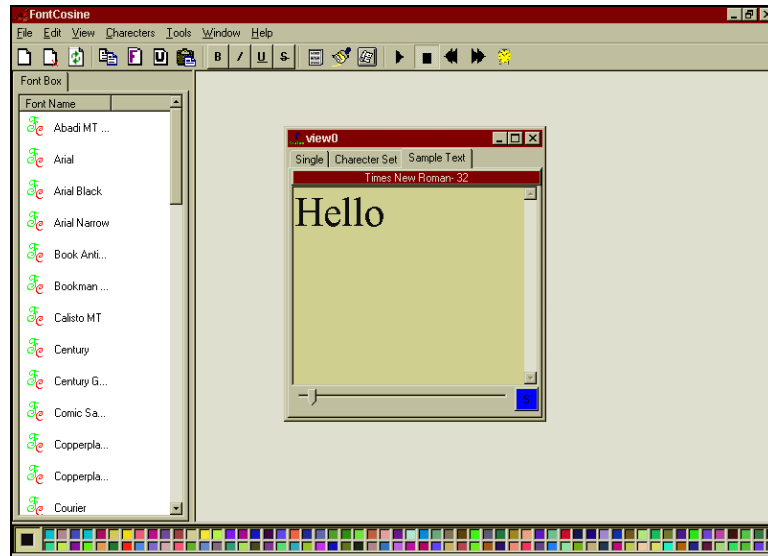 FontCosine
File Edit View Charecters Tools Window Help
F U B / U S
Font Box
Font Name
Abadi MT ...
Arial
Arial Black
Arial Narrow
Book Anti...
Bookman ...
Calisto MT
Century
Century G...
Comic Sa...
Copperpla...
Copperpla...
Courier
view0
Single Charecter Set Sample Text
Times New Roman- 32
Hello
S